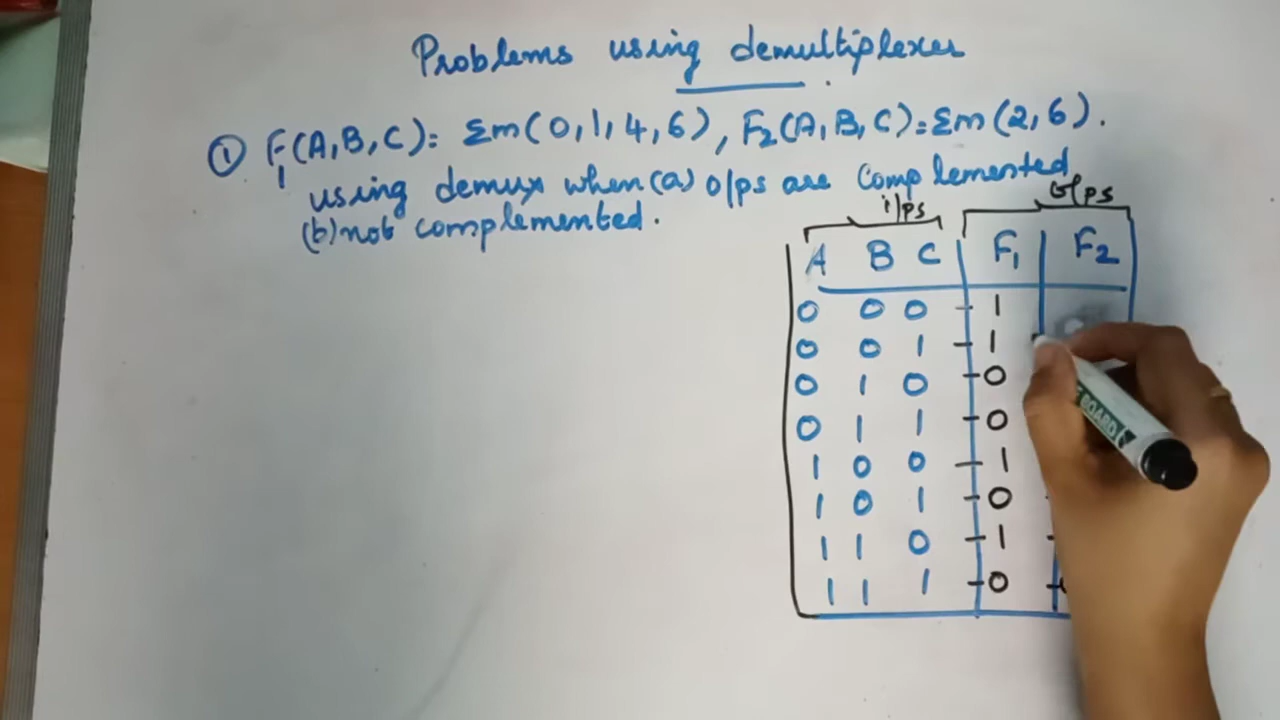 Problems using demultiplexer
① F1(A,B,C)= Σm(0,1,4,6), F2(A,B,C)=Σm(2,6).
using demux when (a) o/ps are complemented
(b) not complemented.
i/ps o/ps
A B C F1 F2
0 0 0 1
0 0 1 1
0 1 0 0
0 1 1 0
1 0 0 1
1 0 1 0
1 1 0 1
1 1 1 0
BOARD